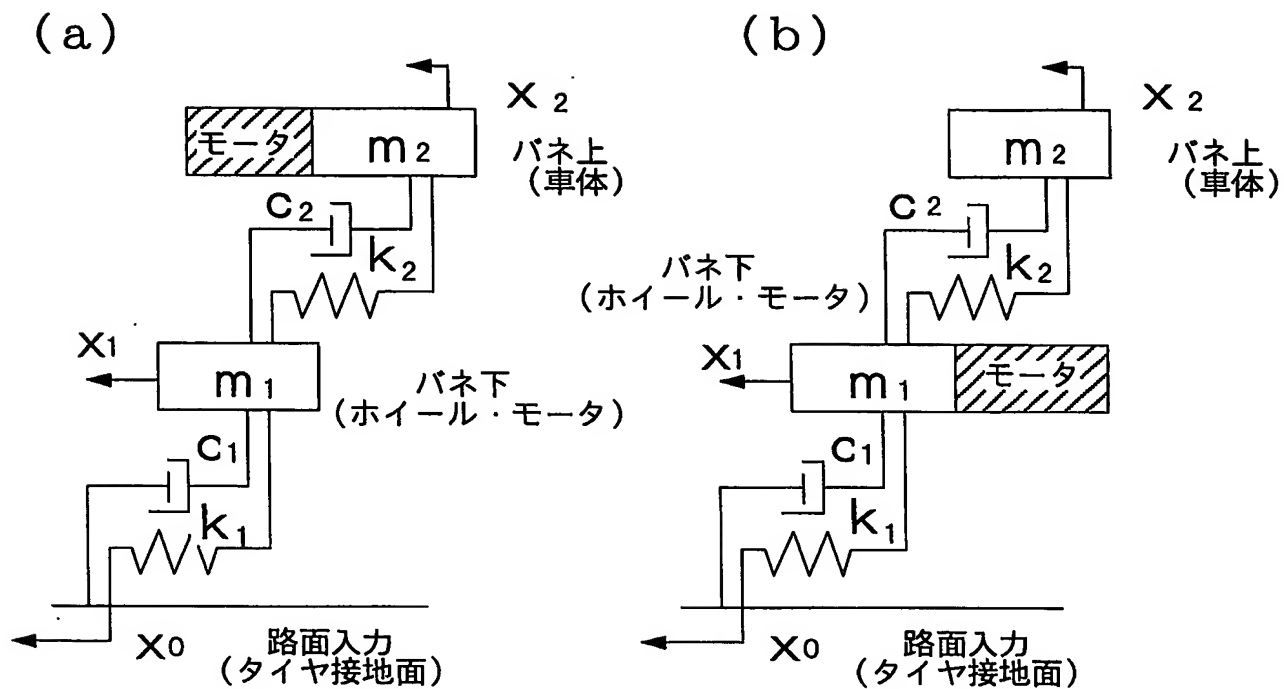 (a)
x2
モータ
m2
バネ上
(車体)
c2
k2
x1
m1
バネ下
(ホイール・モータ)
c1
k1
x0
路面入力
(タイヤ接地面)
(b)
x2
m2
バネ上
(車体)
c2
k2
バネ下
(ホイール・モータ)
x1
m1
モータ
c1
k1
x0
路面入力
(タイヤ接地面)